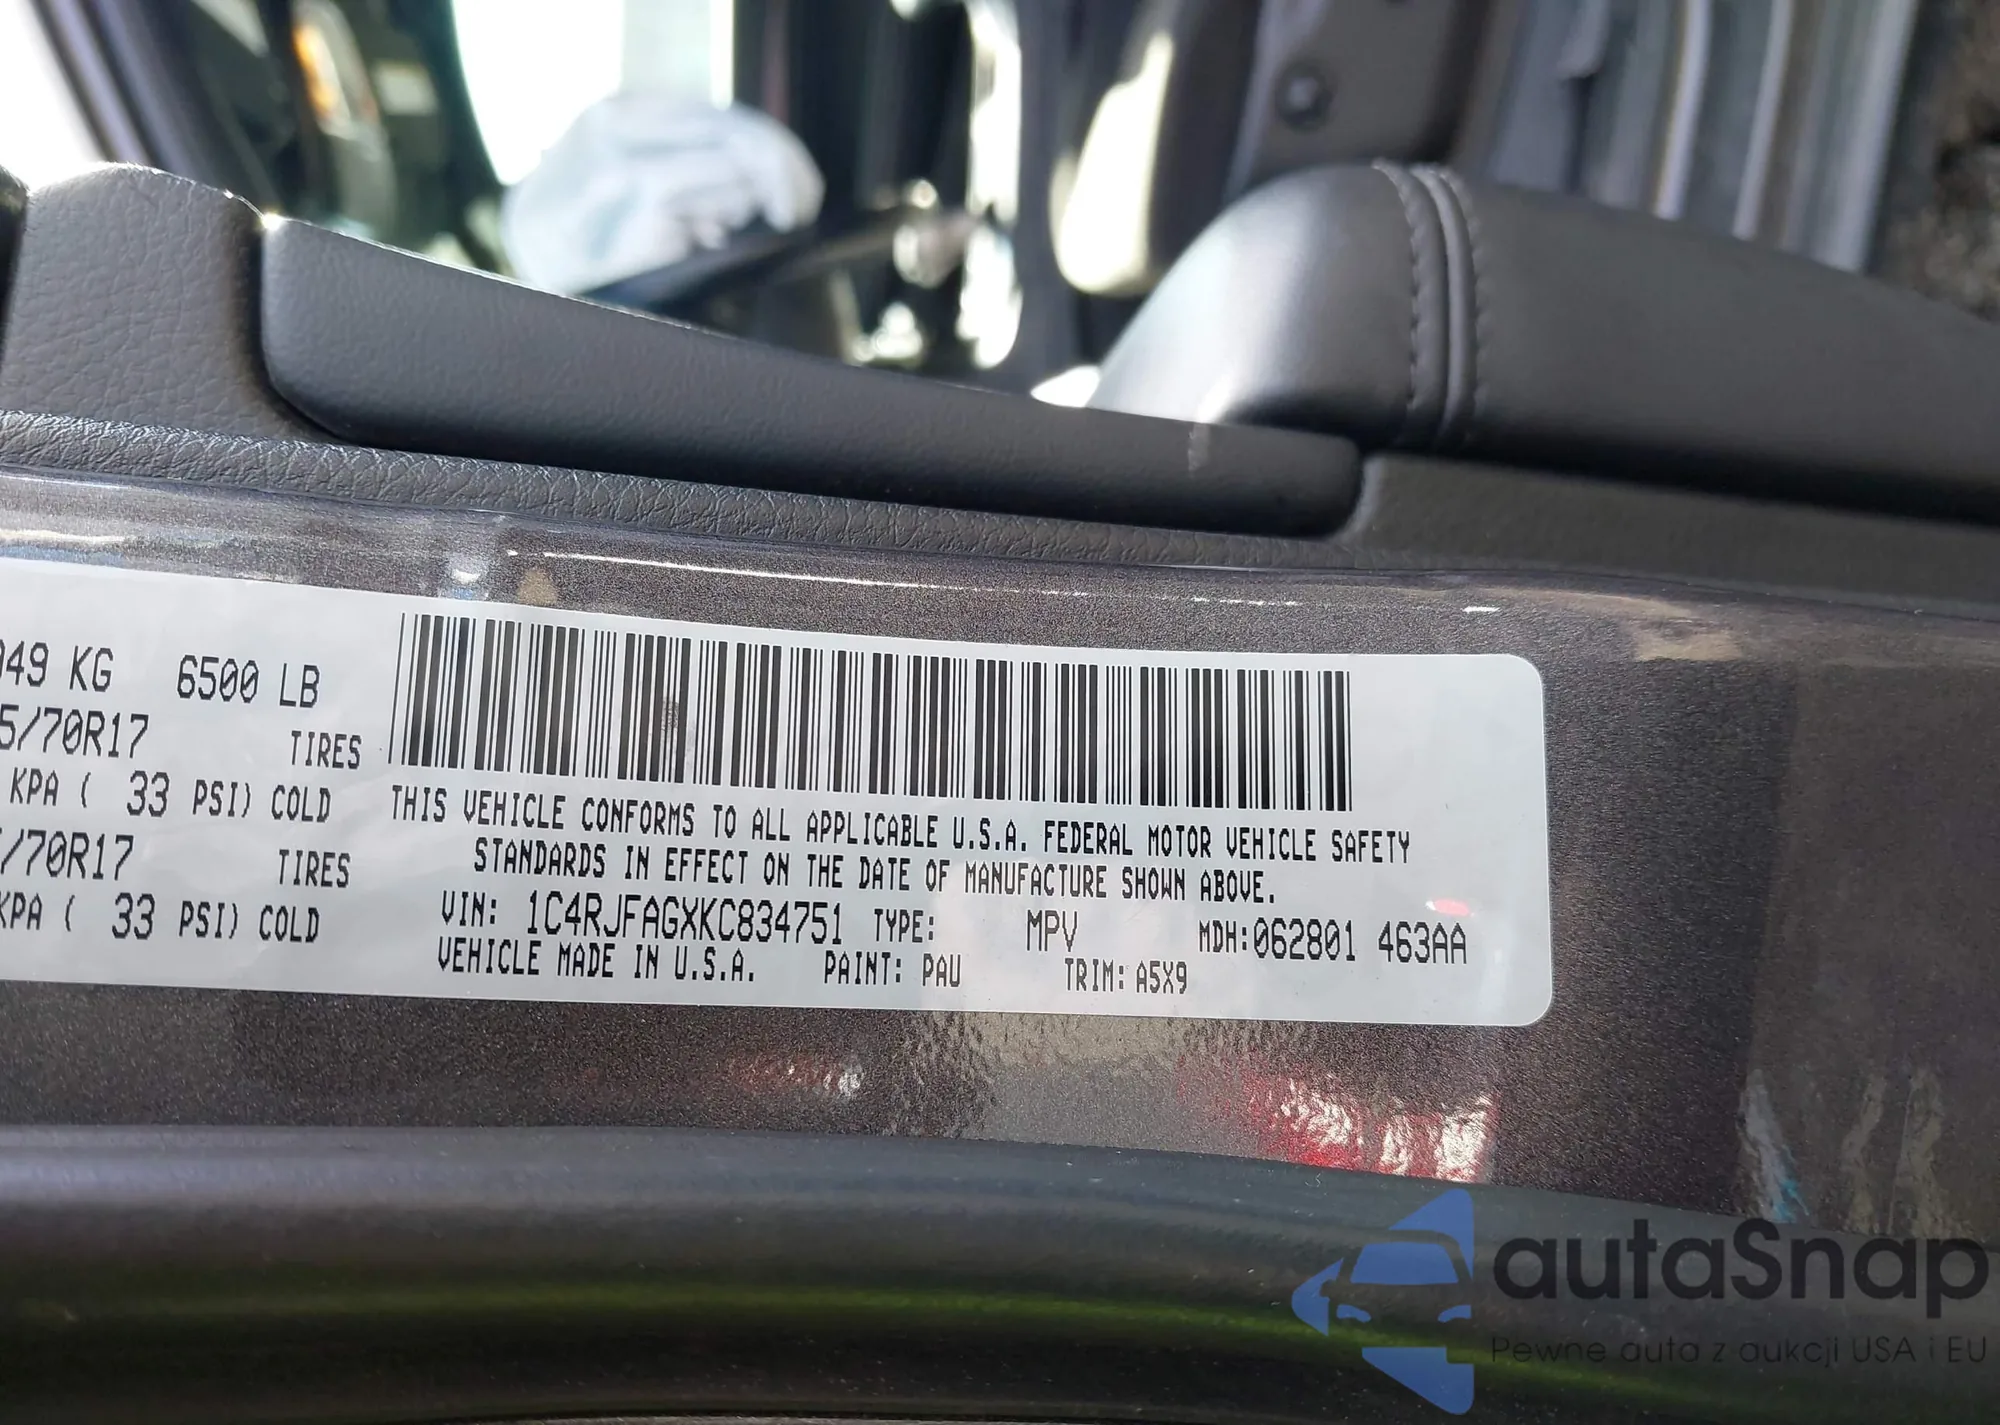 049 KG 6500 LB
5/70R17 TIRES
KPA ( 33 PSI) COLD
/70R17 TIRES
KPA ( 33 PSI) COLD
THIS VEHICLE CONFORMS TO ALL APPLICABLE U.S.A. FEDERAL MOTOR VEHICLE SAFETY
STANDARDS IN EFFECT ON THE DATE OF MANUFACTURE SHOWN ABOVE.
VIN: 1C4RJFAGXKC834751 TYPE: MPV MDH:062801 463AA
VEHICLE MADE IN U.S.A. PAINT: PAU TRIM: A5X9
autaSnap
Pewne auta z aukcji USA i EU